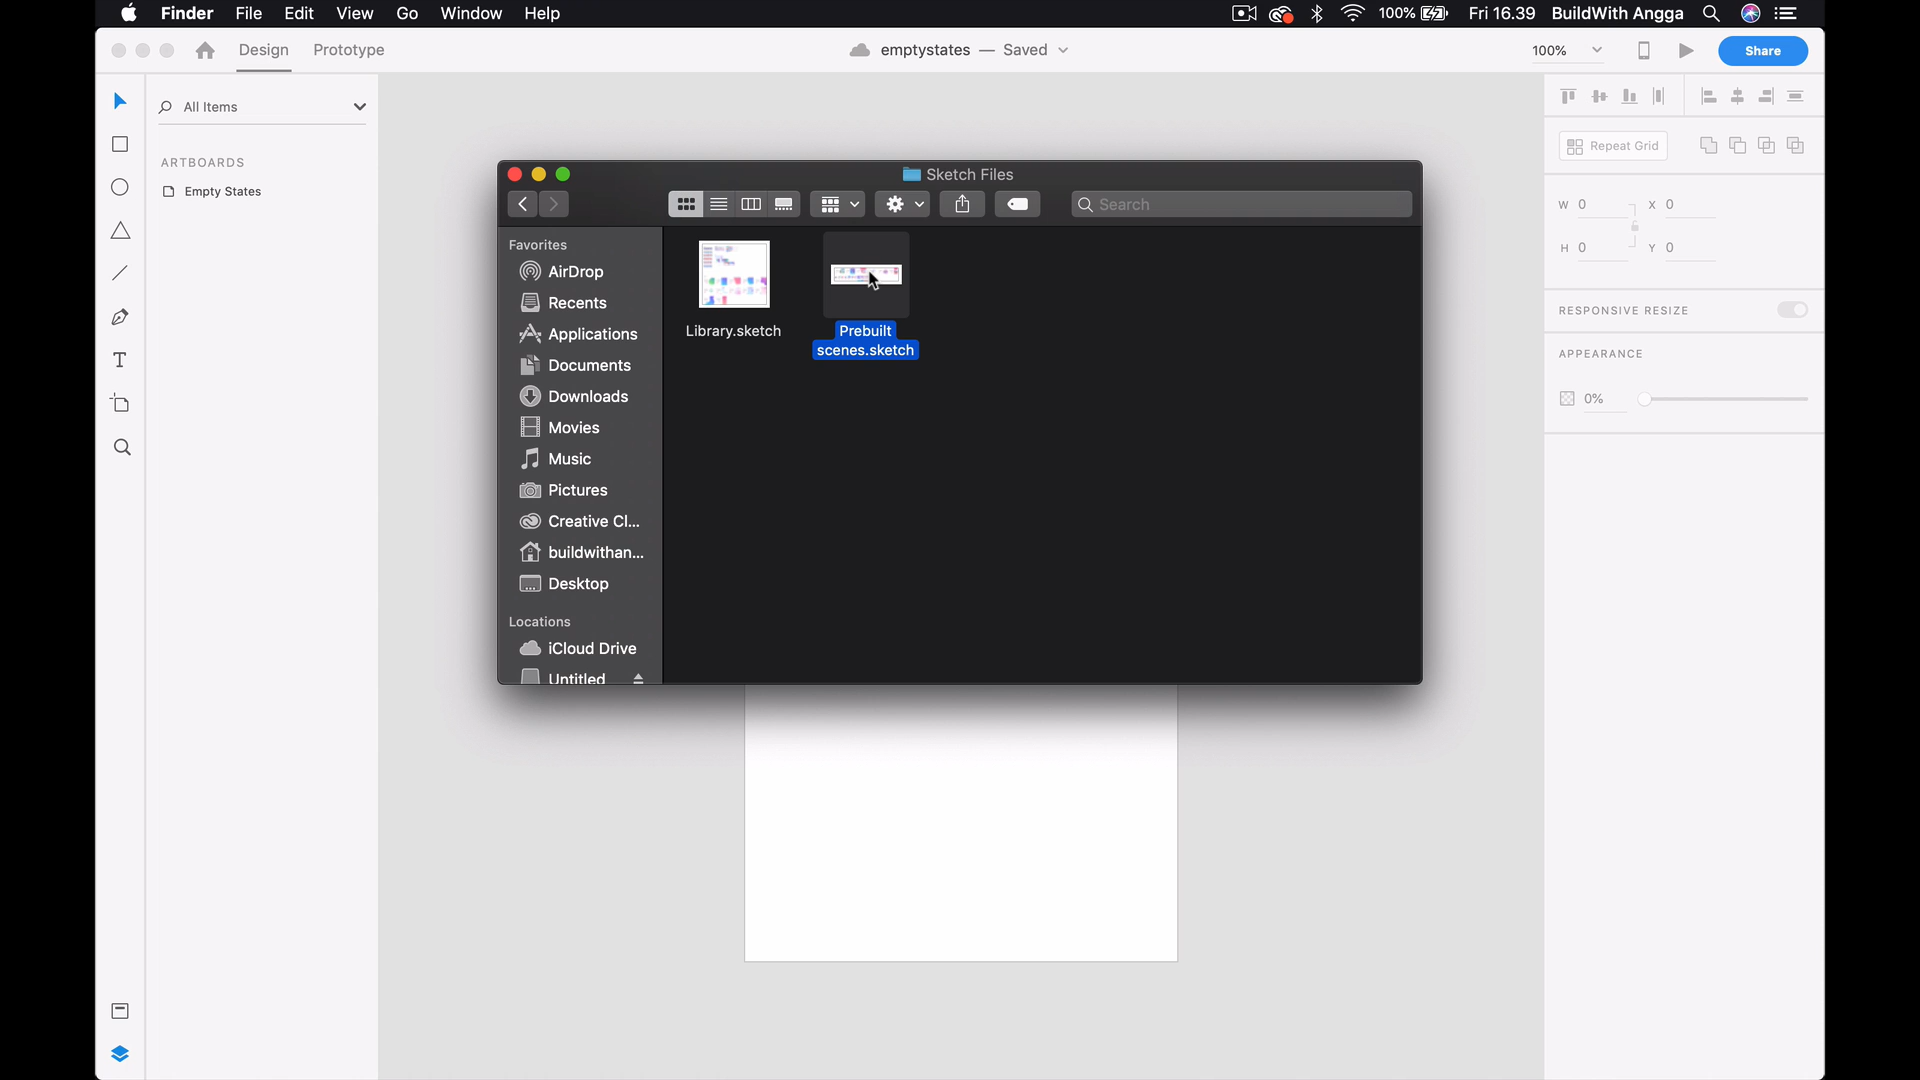 Finder File Edit View Go Window Help 100% Fri 16.39 BuildWith Angga
Design Prototype emptystates — Saved 100% Share
All Items
ARTBOARDS
Empty States
Sketch Files
Search
Favorites
AirDrop
Recents
Applications
Documents
Downloads
Movies
Music
Pictures
Creative Cl...
buildwithan...
Desktop
Locations
iCloud Drive
Untitled
Library.sketch
Prebuilt
scenes.sketch
Repeat Grid
W 0 X 0
H 0 Y 0
RESPONSIVE RESIZE
APPEARANCE
0%